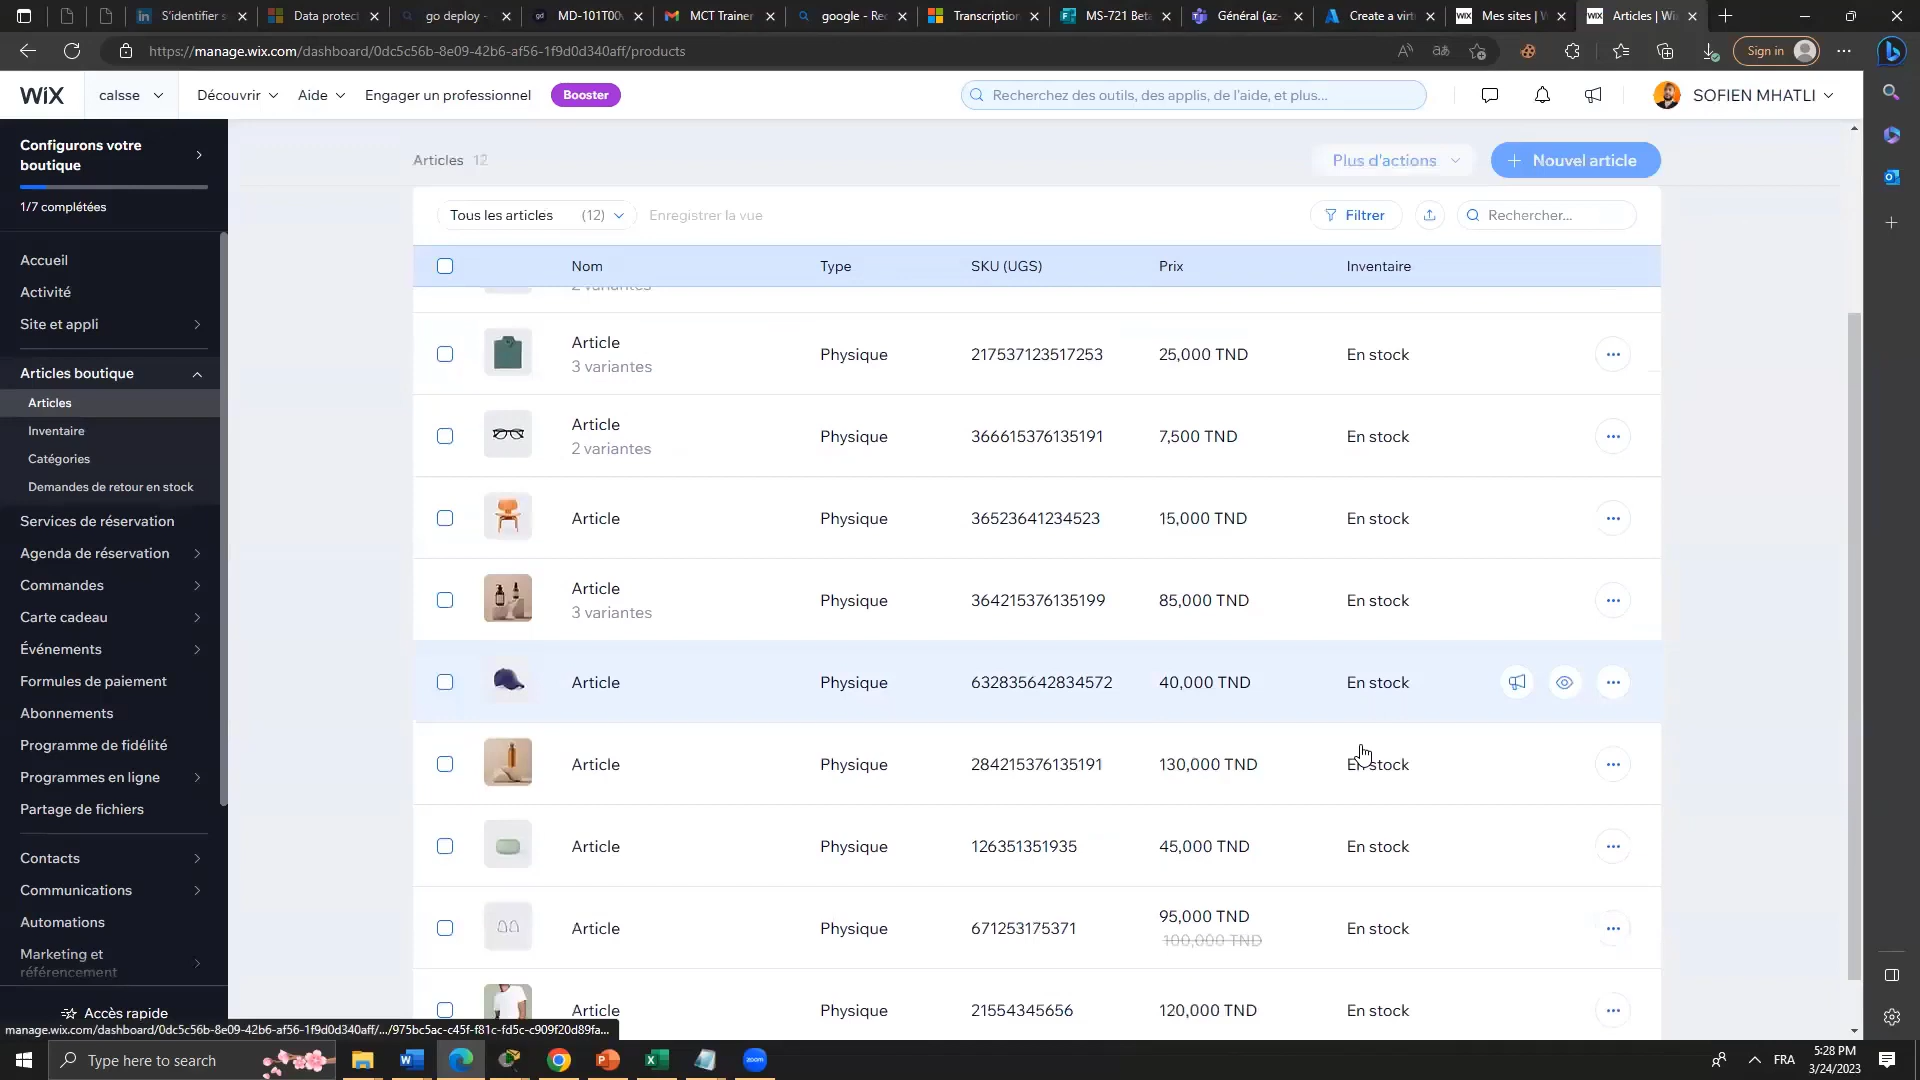 S'identifier s
Data protec
go deploy -
MD-101T00
MCT Trainer
google - Re
Transcription
MS-721 Beta
Général (az-
Create a virt
Mes sites | W
Articles | Wi
https://manage.wix.com/dashboard/0dc5c56b-8e09-42b6-af56-1f9d0d340aff/products
Sign in
WiX
calsse
Découvrir
Aide
Engager un professionnel
Booster
Recherchez des outils, des applis, de l'aide, et plus...
SOFIEN MHATLI
Configurons votre
boutique
1/7 complétées
Accueil
Activité
Site et appli
Articles boutique
Articles
Inventaire
Catégories
Demandes de retour en stock
Services de réservation
Agenda de réservation
Commandes
Carte cadeau
Événements
Formules de paiement
Abonnements
Programme de fidélité
Programmes en ligne
Partage de fichiers
Contacts
Communications
Automations
Marketing et
référencement
Accès rapide
Articles 12
Plus d'actions
+ Nouvel article
Tous les articles (12)
Enregistrer la vue
Filtrer
Rechercher...
Nom Type SKU (UGS) Prix Inventaire
2 variantes
Article
3 variantes
Physique 217537123517253 25,000 TND En stock
Article
2 variantes
Physique 366615376135191 7,500 TND En stock
Article Physique 36523641234523 15,000 TND En stock
Article
3 variantes
Physique 364215376135199 85,000 TND En stock
Article Physique 632835642834572 40,000 TND En stock
Article Physique 284215376135191 130,000 TND En stock
Article Physique 126351351935 45,000 TND En stock
Article Physique 671253175371 95,000 TND En stock
100,000 TND
Article Physique 21554345656 120,000 TND En stock
manage.wix.com/dashboard/0dc5c56b-8e09-42b6-af56-1f9d0d340aff/.../975bc5ac-c45f-f81c-fd5c-c909f20d89fa...
Type here to search
zoom
FRA
5:28 PM
3/24/2023